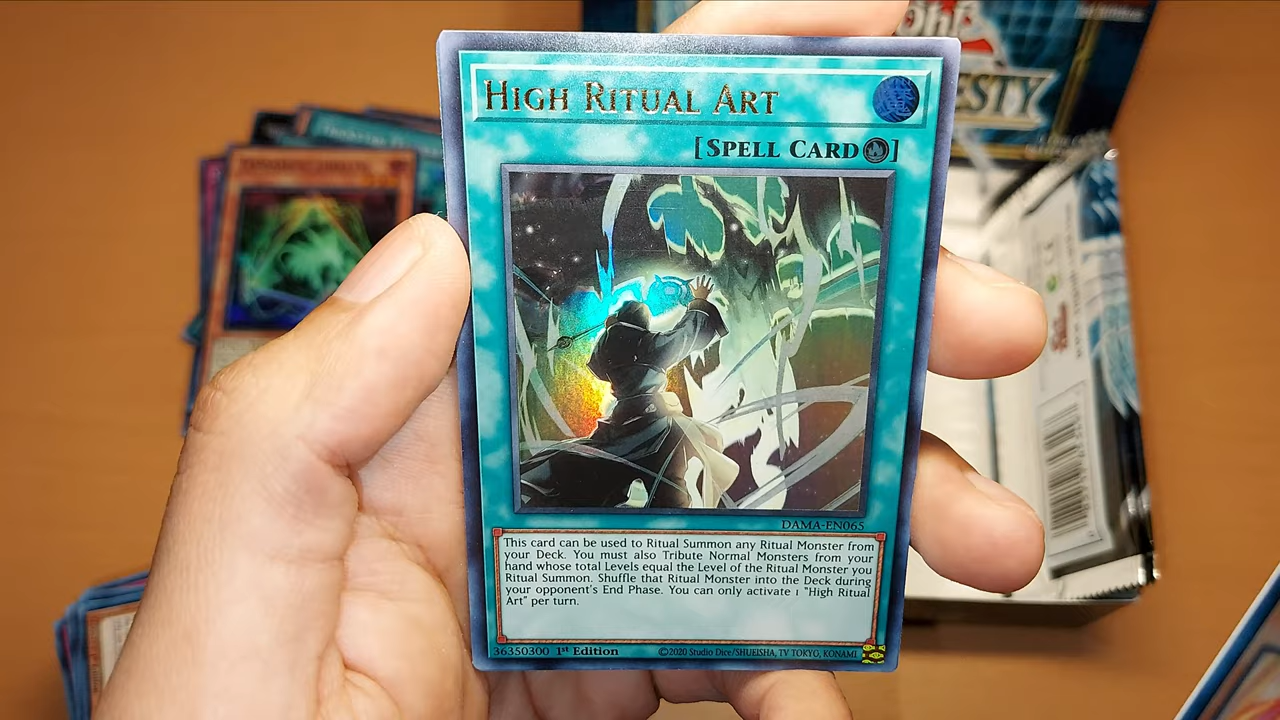 Oh!
ESTY
HIGH RITUAL ART
魔
[SPELL CARD]
DAMA-EN065
This card can be used to Ritual Summon any Ritual Monster from
your Deck. You must also Tribute Normal Monsters from your
hand whose total Levels equal the Level of the Ritual Monster you
Ritual Summon. Shuffle that Ritual Monster into the Deck during
your opponent's End Phase. You can only activate 1 "High Ritual
Art" per turn.
36350300 1st Edition ©2020 Studio Dice/SHUEISHA, TV TOKYO, KONAMI